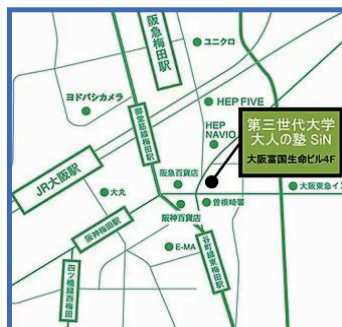 阪急梅田駅
ユニクロ
ヨドバシカメラ
御堂筋線梅田駅
HEP FIVE
HEP
NAVIO
第三世代大学
大人の塾 SiN
大阪富国生命ビル4F
JR大阪駅
大丸
阪急百貨店
大阪東急イン
阪神梅田駅
阪神百貨店
曽根崎署
E-MA
谷町線東梅田駅
四ツ橋線西梅田